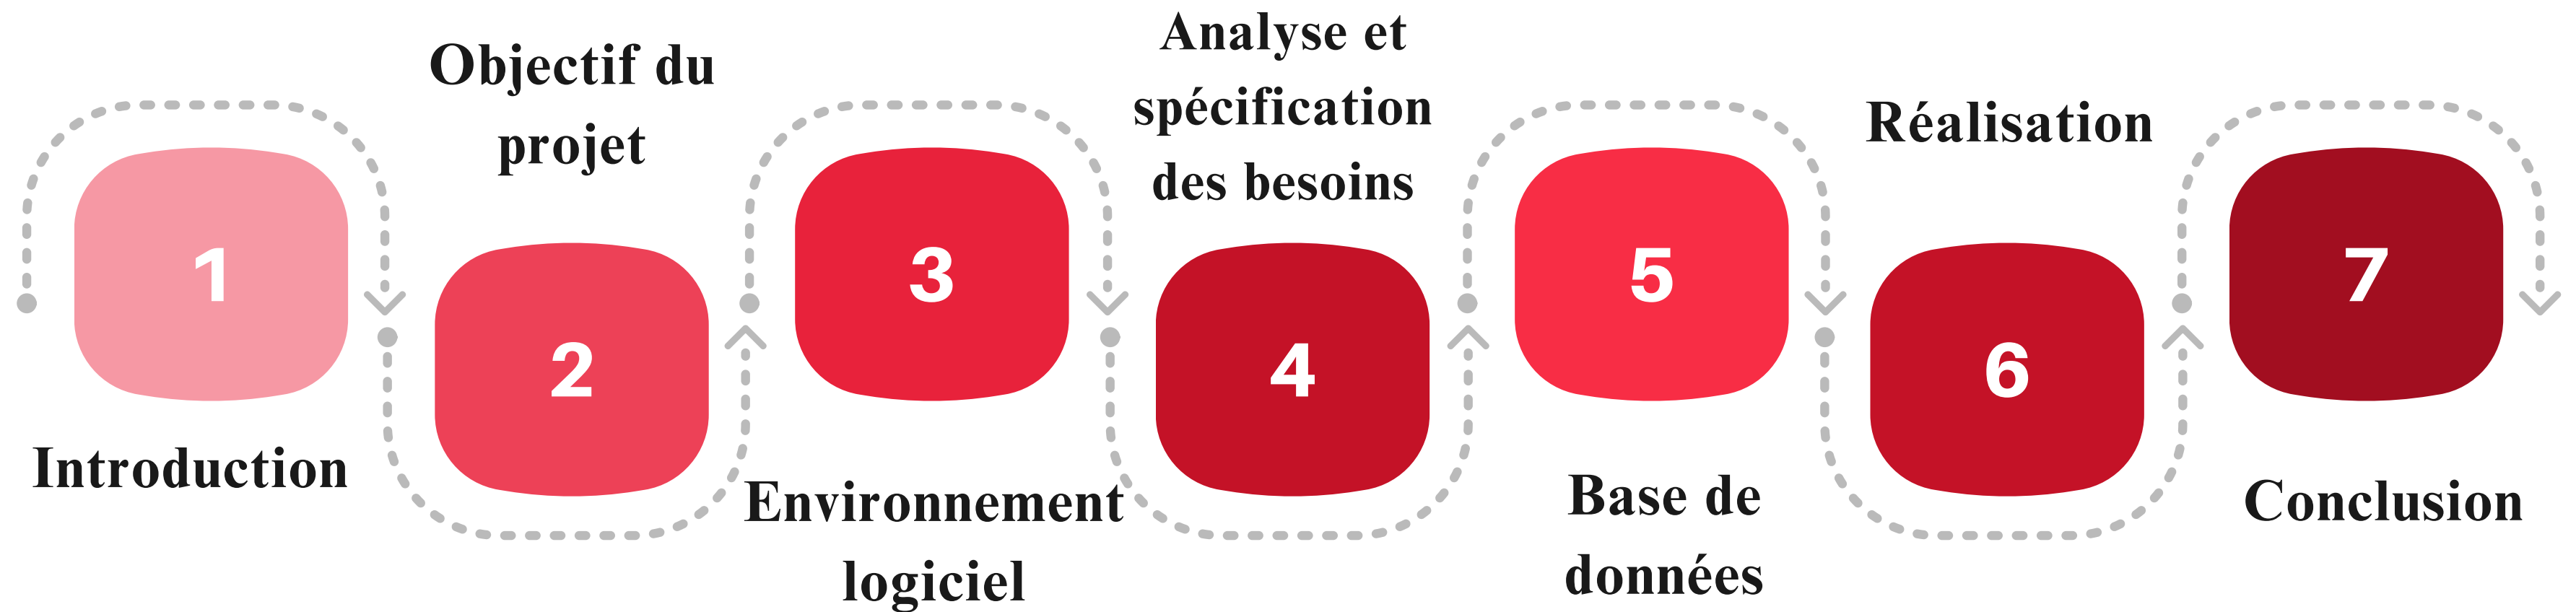 1
Introduction
Objectif du
projet
2
3
Environnement
logiciel
Analyse et
spécification
des besoins
4
5
Base de
données
Réalisation
6
7
Conclusion